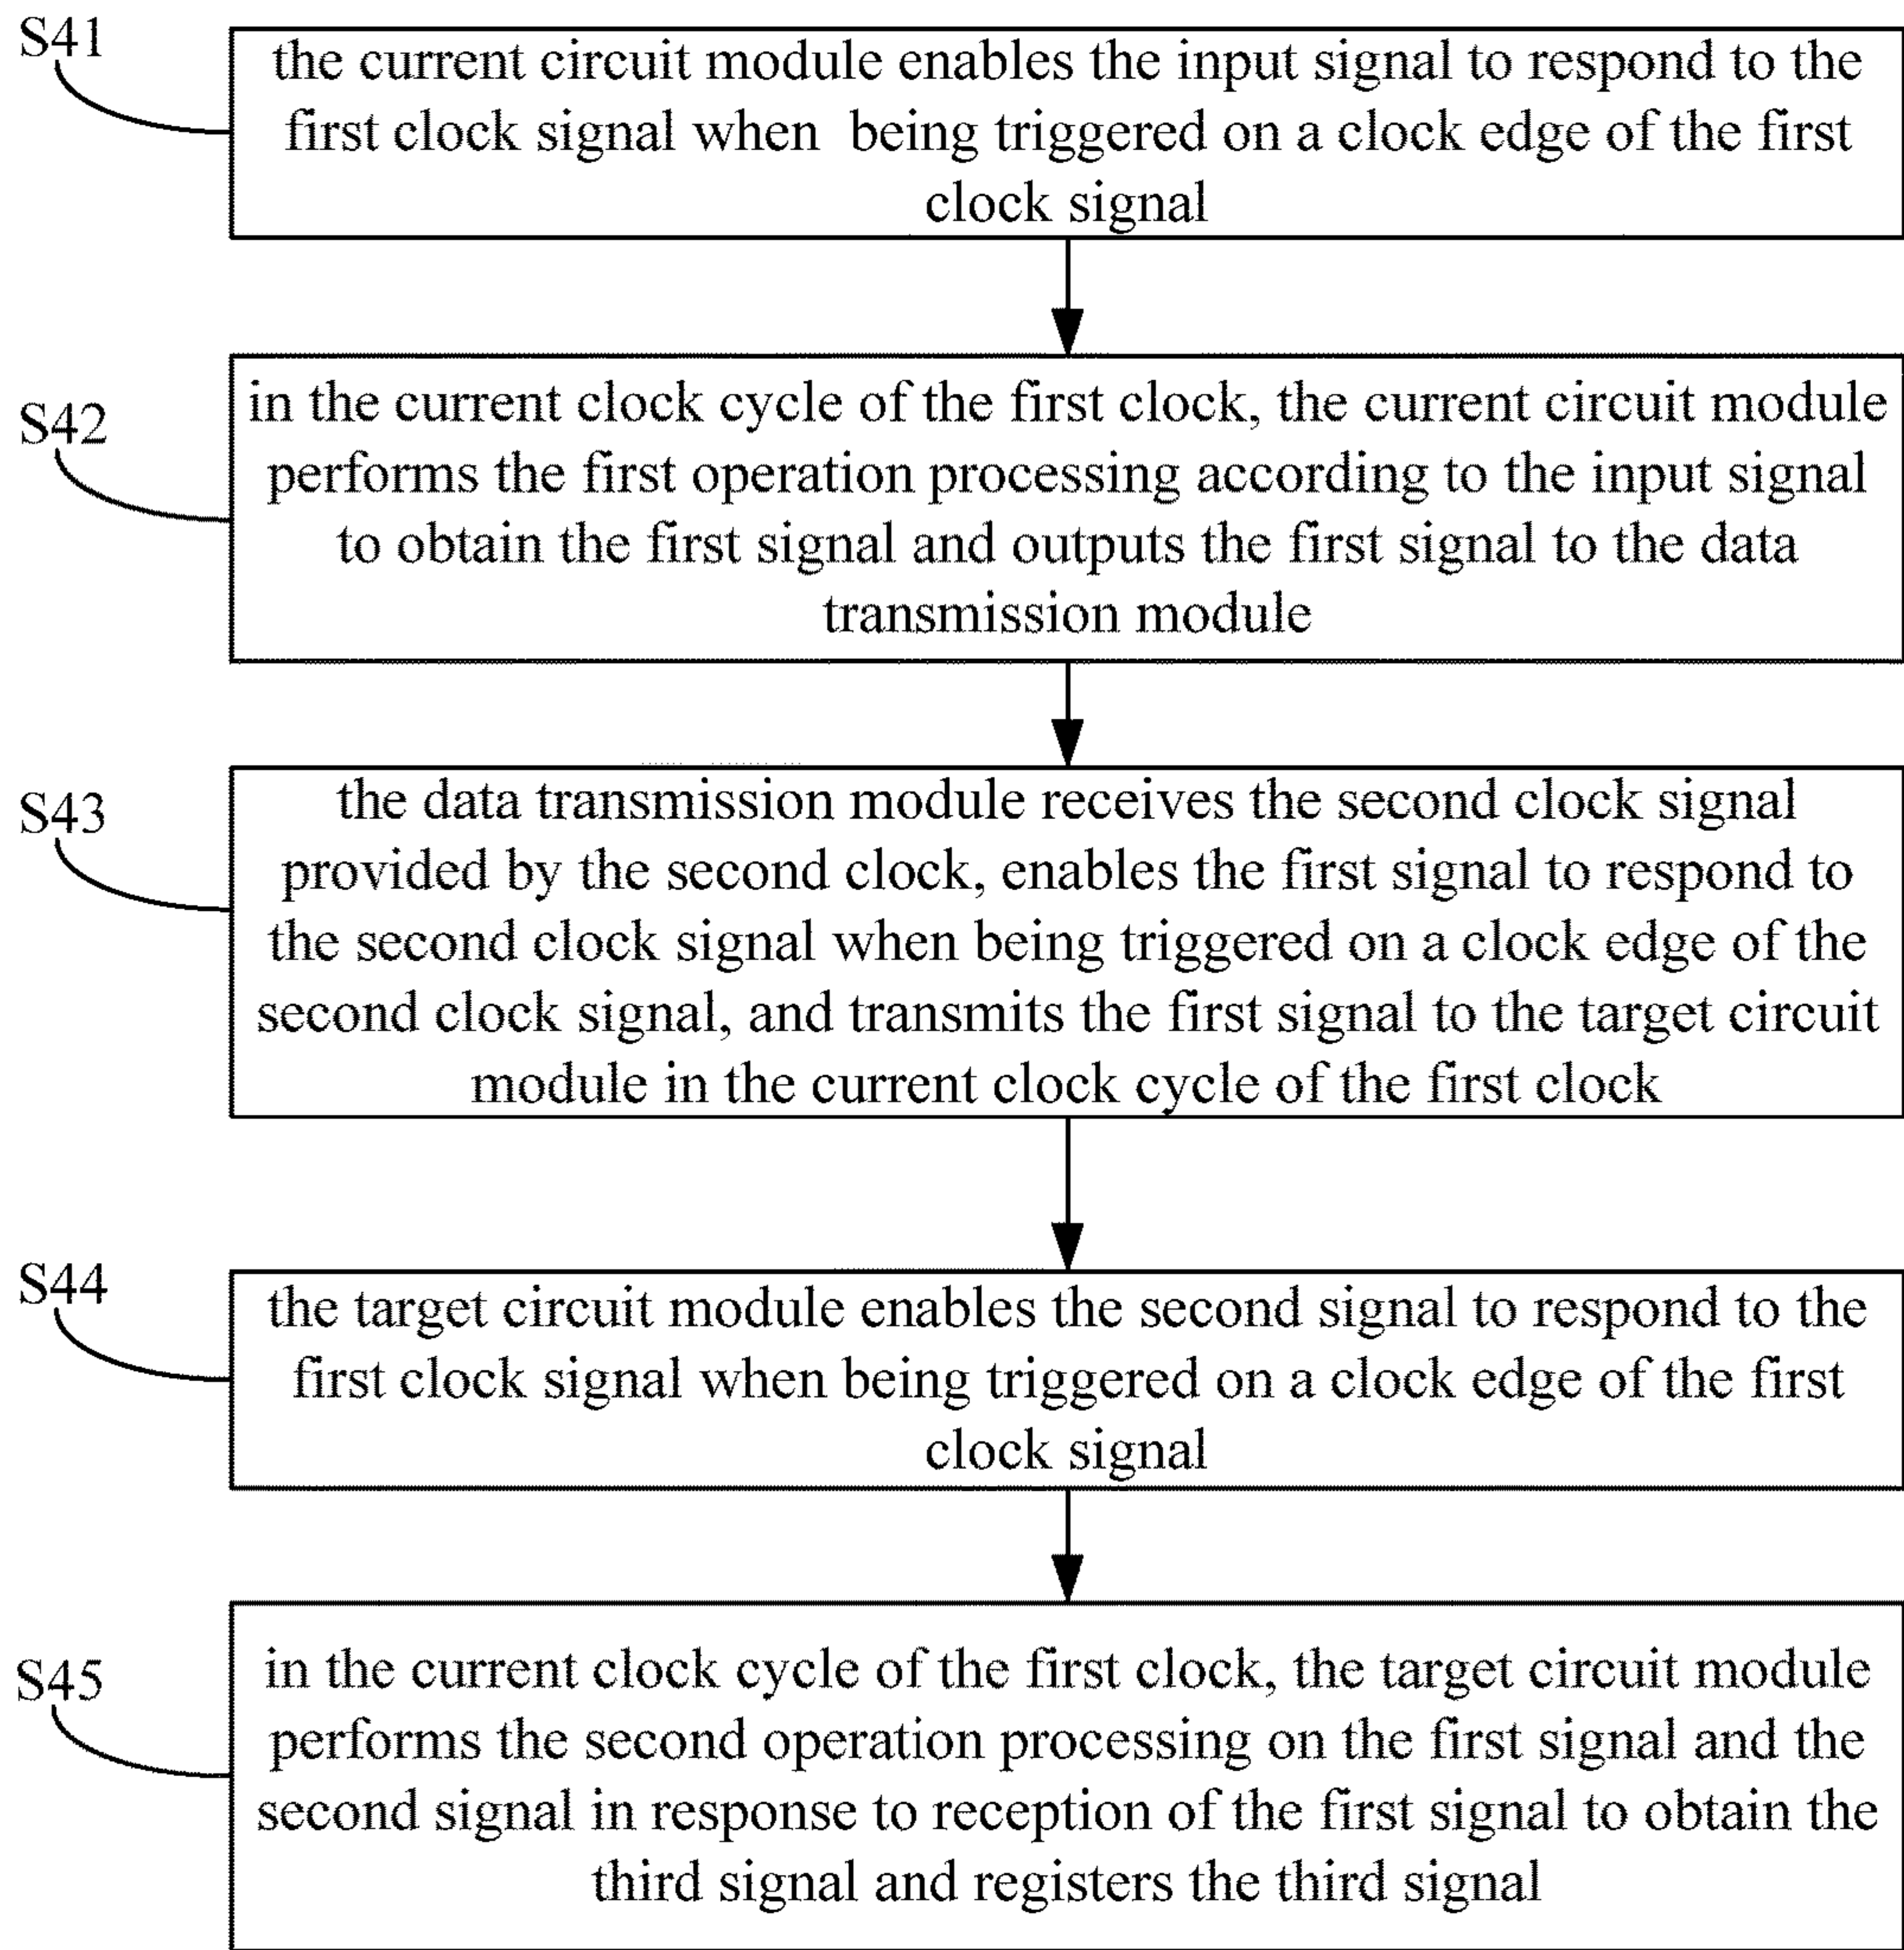 S41
the current circuit module enables the input signal to respond to the
first clock signal when being triggered on a clock edge of the first
clock signal
S42
in the current clock cycle of the first clock, the current circuit module
performs the first operation processing according to the input signal
to obtain the first signal and outputs the first signal to the data
transmission module
S43
the data transmission module receives the second clock signal
provided by the second clock, enables the first signal to respond to
the second clock signal when being triggered on a clock edge of the
second clock signal, and transmits the first signal to the target circuit
module in the current clock cycle of the first clock
S44
the target circuit module enables the second signal to respond to the
first clock signal when being triggered on a clock edge of the first
clock signal
S45
in the current clock cycle of the first clock, the target circuit module
performs the second operation processing on the first signal and the
second signal in response to reception of the first signal to obtain the
third signal and registers the third signal